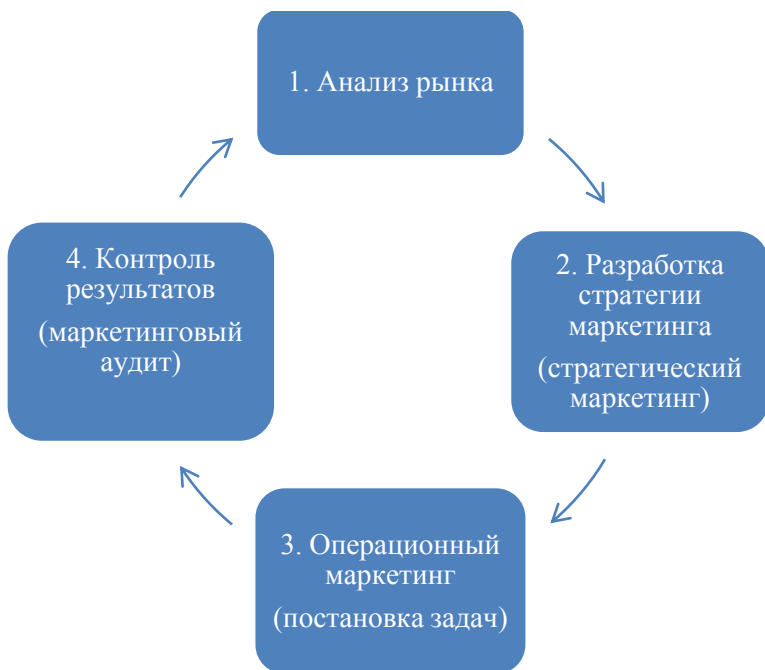 1. Анализ рынка
2. Разработка
стратегии
маркетинга
(стратегический
маркетинг)
3. Операционный
маркетинг
(постановка задач)
4. Контроль
результатов
(маркетинговый
аудит)